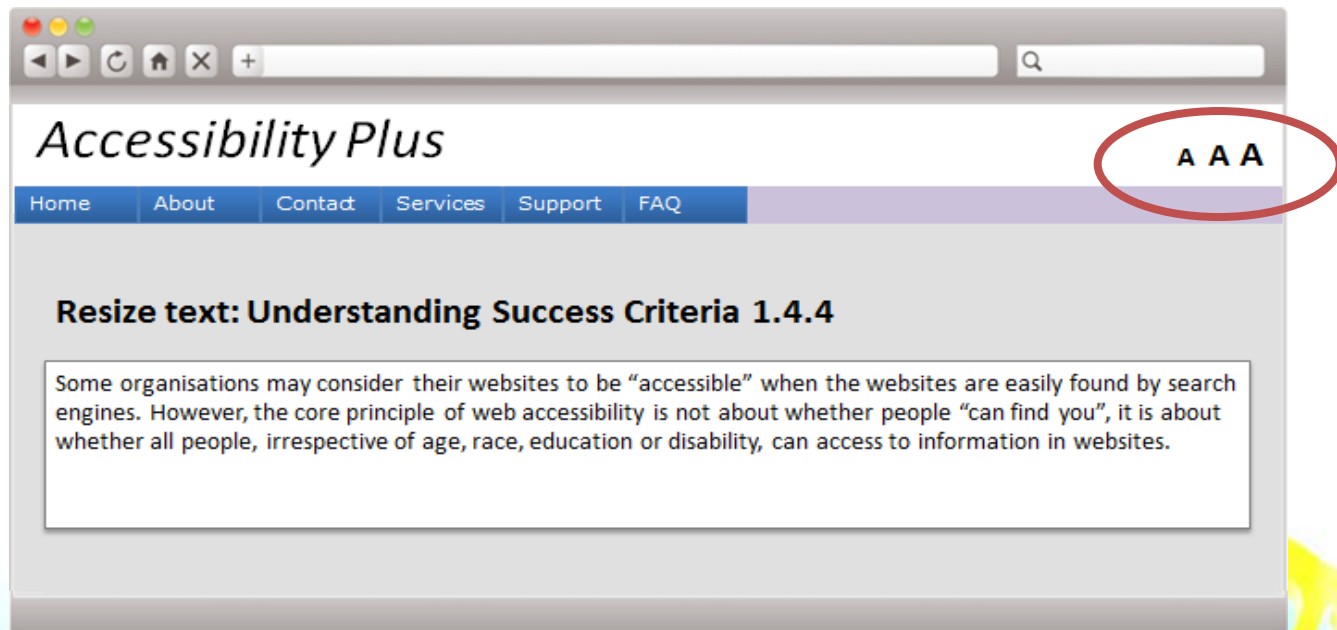 Accessibility Plus
A A A
Home About Contact Services Support FAQ
Resize text: Understanding Success Criteria 1.4.4
Some organisations may consider their websites to be “accessible” when the websites are easily found by search
engines. However, the core principle of web accessibility is not about whether people “can find you”, it is about
whether all people, irrespective of age, race, education or disability, can access to information in websites.